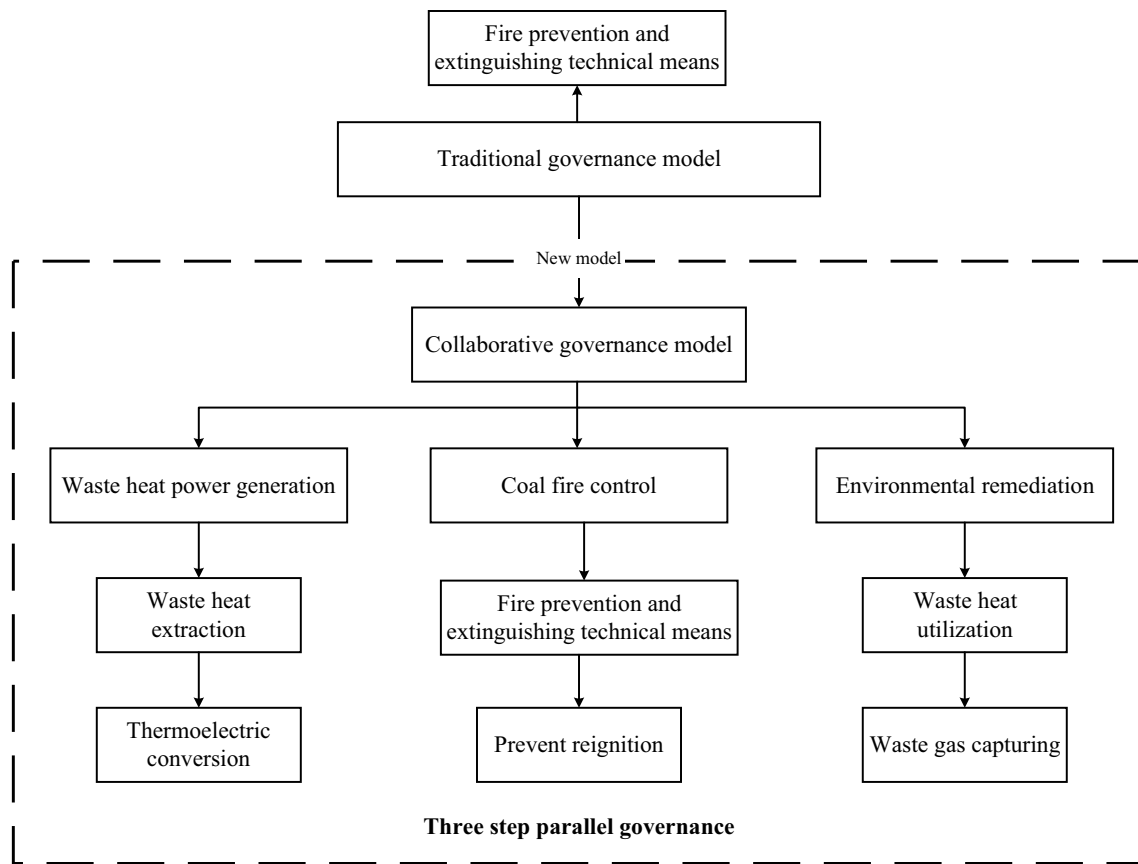 Fire prevention and
extinguishing technical means
Traditional governance model
New model
Collaborative governance model
Waste heat power generation
Coal fire control
Environmental remediation
Waste heat
extraction
Fire prevention and
extinguishing technical means
Waste heat
utilization
Thermoelectric
conversion
Prevent reignition
Waste gas capturing
Three step parallel governance